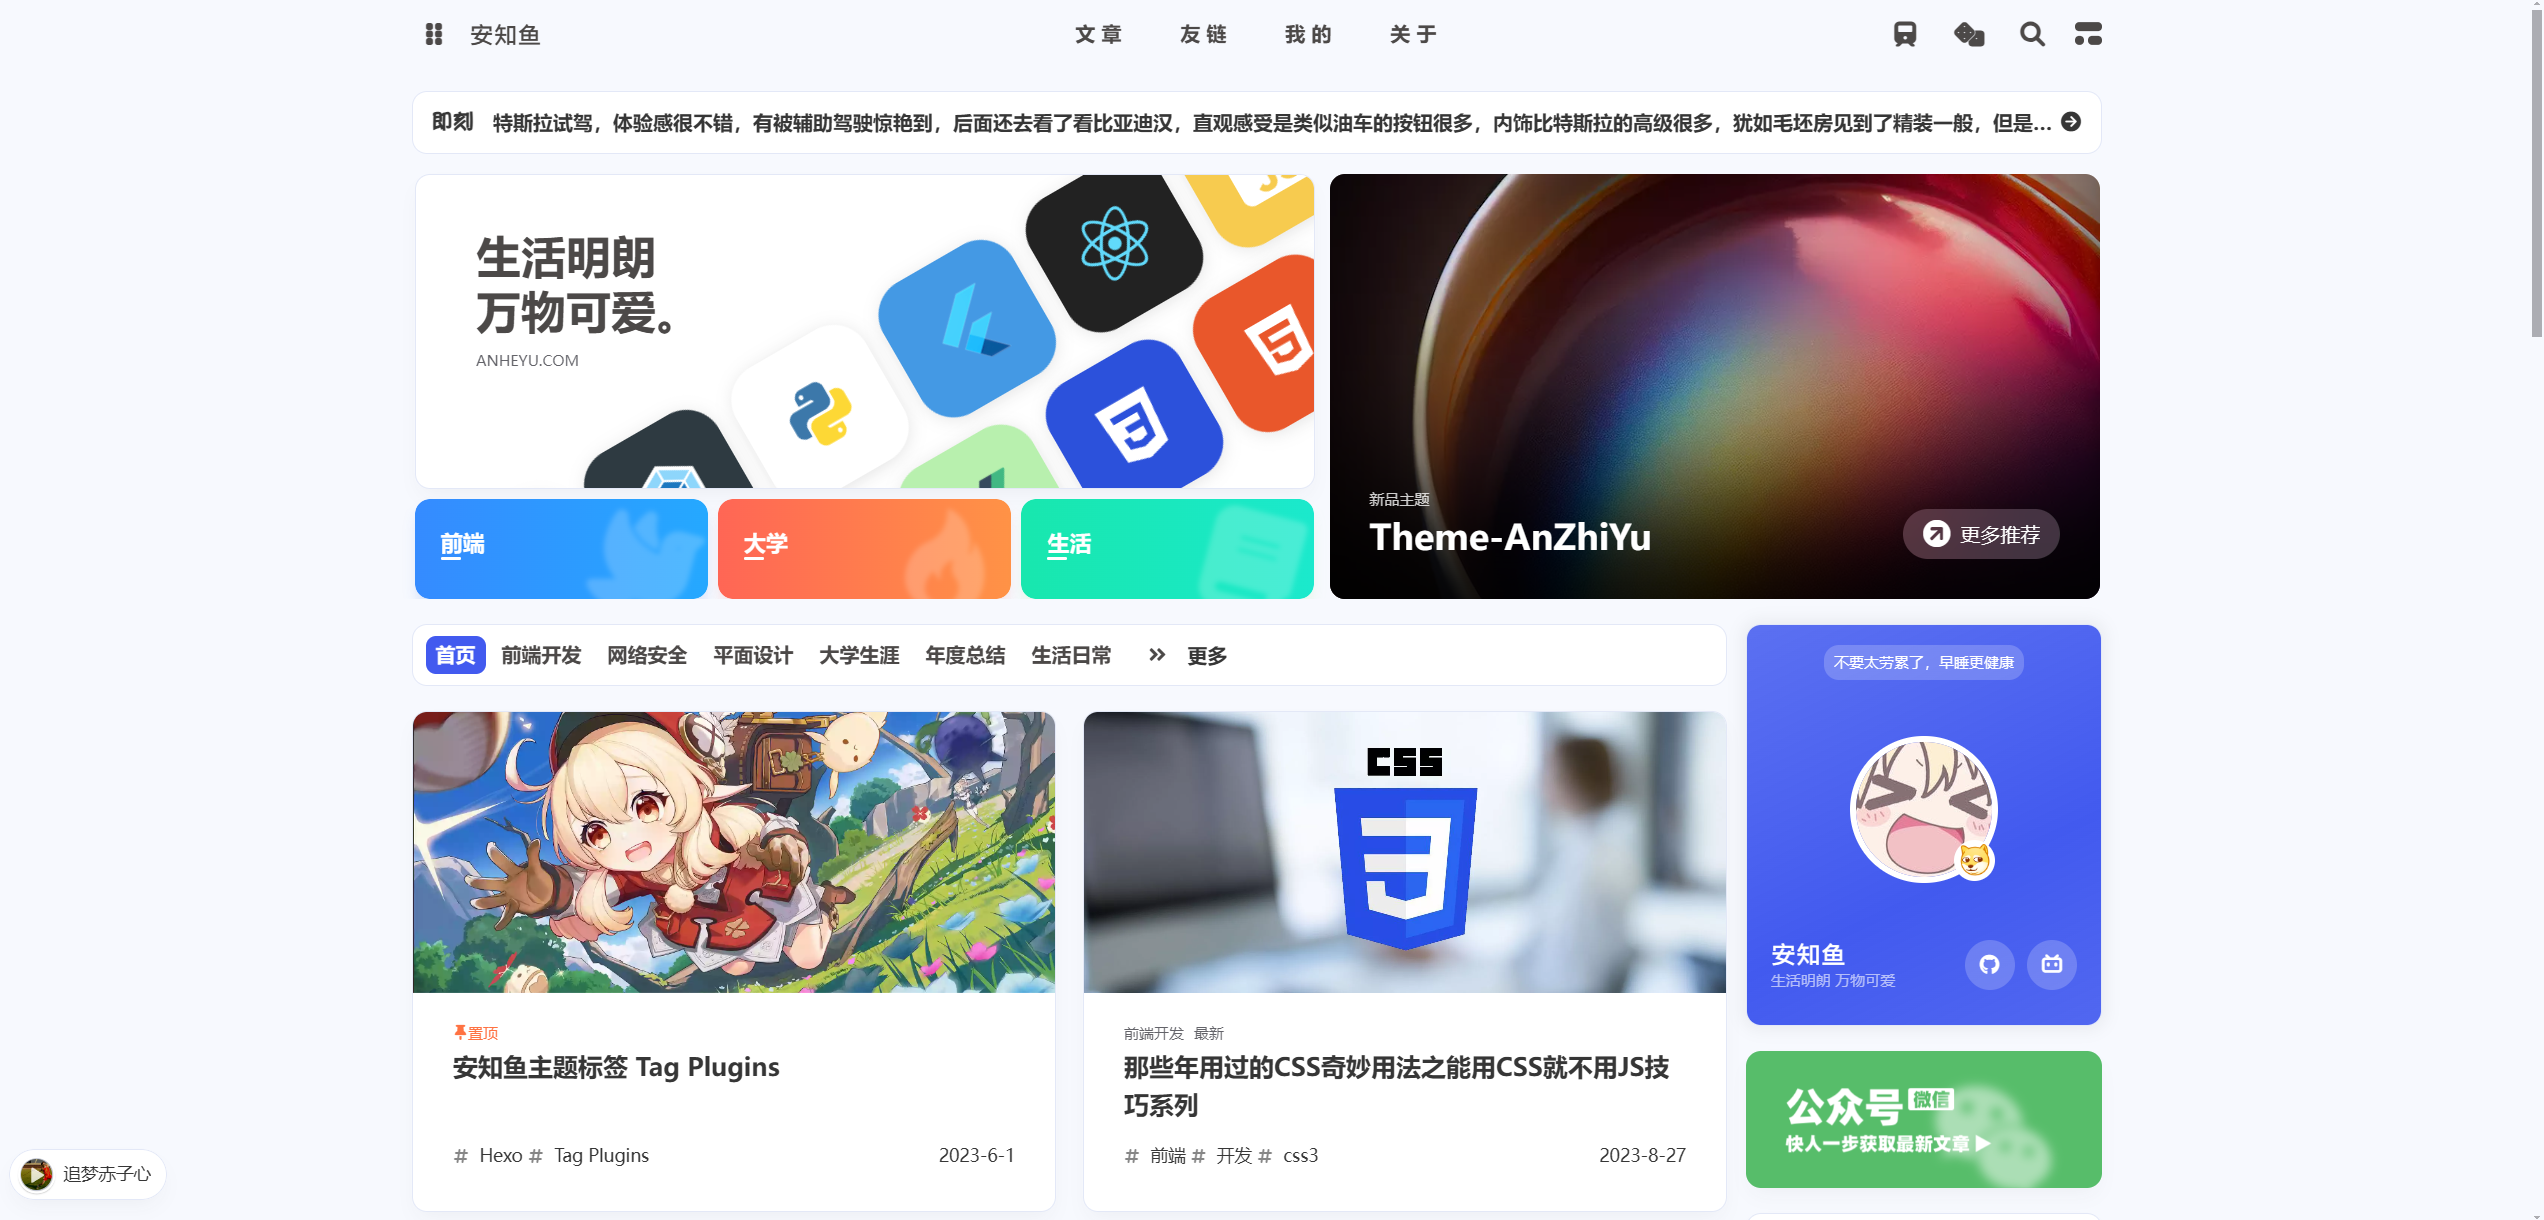 安知鱼
文章 友链 我的 关于
即刻 特斯拉试驾，体验感很不错，有被辅助驾驶惊艳到，后面还去看了看比亚迪汉，直观感受是类似油车的按钮很多，内饰比特斯拉的高级很多，犹如毛坯房见到了精装一般，但是...
生活明朗
万物可爱。
ANHEYU.COM
新品主题
Theme-AnZhiYu
更多推荐
前端
大学
生活
首页 前端开发 网络安全 平面设计 大学生涯 年度总结 生活日常 更多
置顶
安知鱼主题标签 Tag Plugins
# Hexo # Tag Plugins 2023-6-1
CSS
前端开发 最新
那些年用过的CSS奇妙用法之能用CSS就不用JS技
巧系列
# 前端 # 开发 # css3 2023-8-27
不要太劳累了，早睡更健康
安知鱼
生活明朗 万物可爱
公众号 微信
快人一步获取最新文章
追梦赤子心